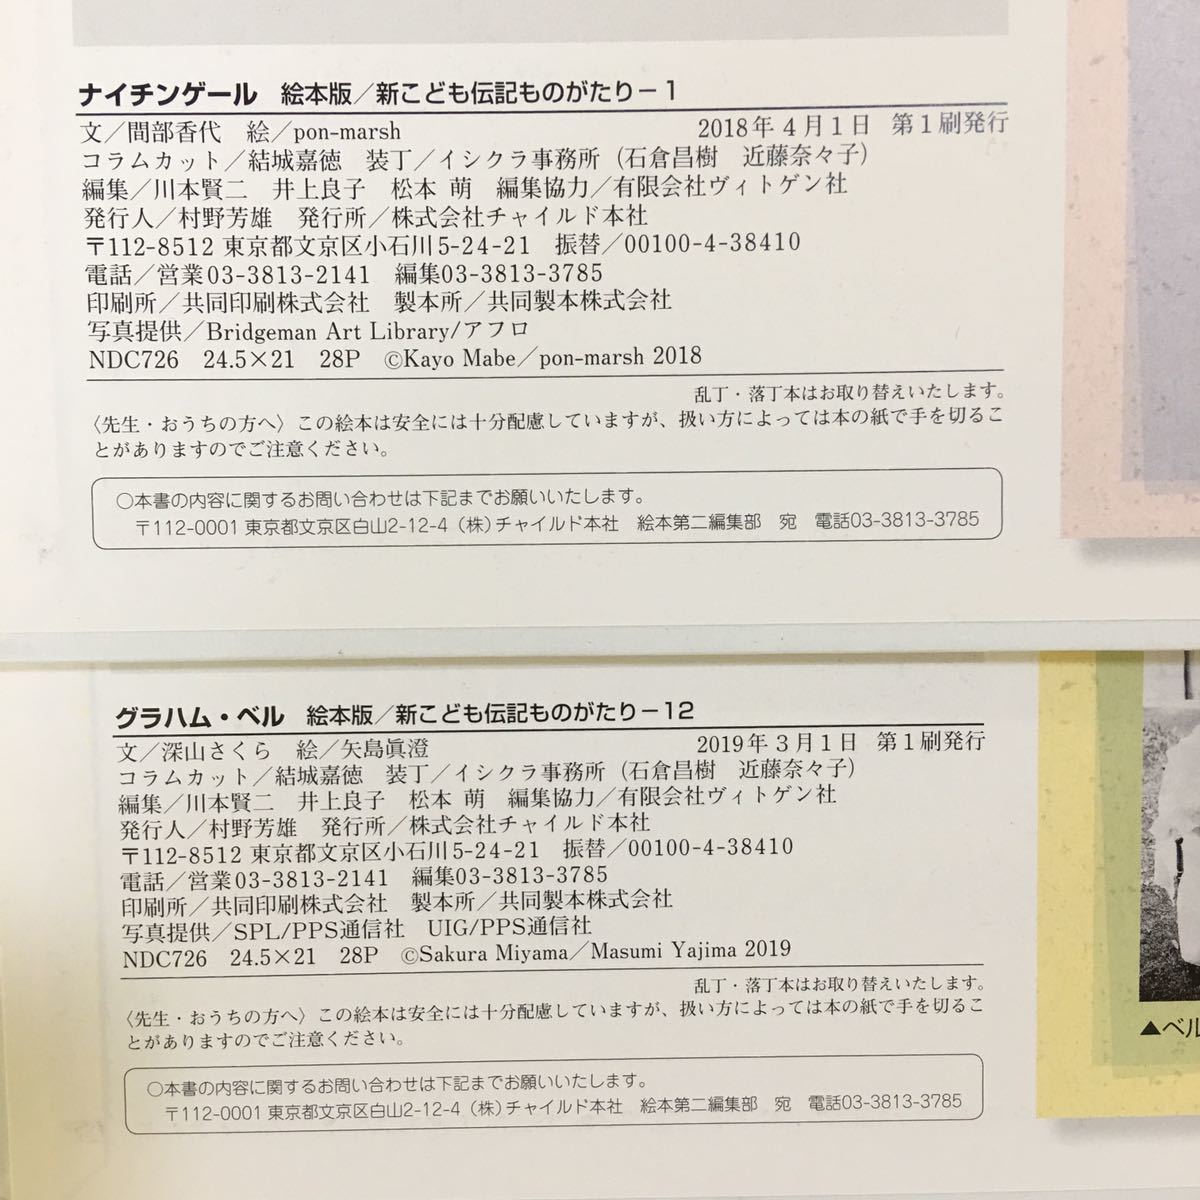 ナイチンゲール　絵本版／新こども伝記ものがたり－1
文／間部香代　絵／pon-marsh　2018年４月１日　第１刷発行
コラムカット／結城嘉徳　装丁／イシクラ事務所（石倉昌樹　近藤奈々子）
編集／川本賢二　井上良子　松本 萌　編集協力／有限会社ヴィトゲン社
発行人／村野芳雄　発行所／株式会社チャイルド本社
〒112-8512 東京都文京区小石川5-24-21　振替／00100-4-38410
電話／営業03-3813-2141　編集03-3813-3785
印刷所／共同印刷株式会社　製本所／共同製本株式会社
写真提供／Bridgeman Art Library/アフロ
NDC726　24.5×21　28P　©Kayo Mabe／pon-marsh 2018
乱丁・落丁本はお取り替えいたします。
〈先生・おうちの方へ〉この絵本は安全には十分配慮していますが、扱い方によっては本の紙で手を切るこ
とがありますのでご注意ください。
○本書の内容に関するお問い合わせは下記までお願いいたします。
〒112-0001 東京都文京区白山2-12-4（株）チャイルド本社　絵本第二編集部　宛　電話03-3813-3785
グラハム・ベル　絵本版／新こども伝記ものがたり－12
文／深山さくら　絵／矢島眞澄　2019年３月１日　第１刷発行
コラムカット／結城嘉徳　装丁／イシクラ事務所（石倉昌樹　近藤奈々子）
編集／川本賢二　井上良子　松本 萌　編集協力／有限会社ヴィトゲン社
発行人／村野芳雄　発行所／株式会社チャイルド本社
〒112-8512 東京都文京区小石川5-24-21　振替／00100-4-38410
電話／営業03-3813-2141　編集03-3813-3785
印刷所／共同印刷株式会社　製本所／共同製本株式会社
写真提供／SPL/PPS通信社　UIG/PPS通信社
NDC726　24.5×21　28P　©Sakura Miyama／Masumi Yajima 2019
乱丁・落丁本はお取り替えいたします。
〈先生・おうちの方へ〉この絵本は安全には十分配慮していますが、扱い方によっては本の紙で手を切るこ
とがありますのでご注意ください。
▲ベル
○本書の内容に関するお問い合わせは下記までお願いいたします。
〒112-0001 東京都文京区白山2-12-4（株）チャイルド本社　絵本第二編集部　宛　電話03-3813-3785